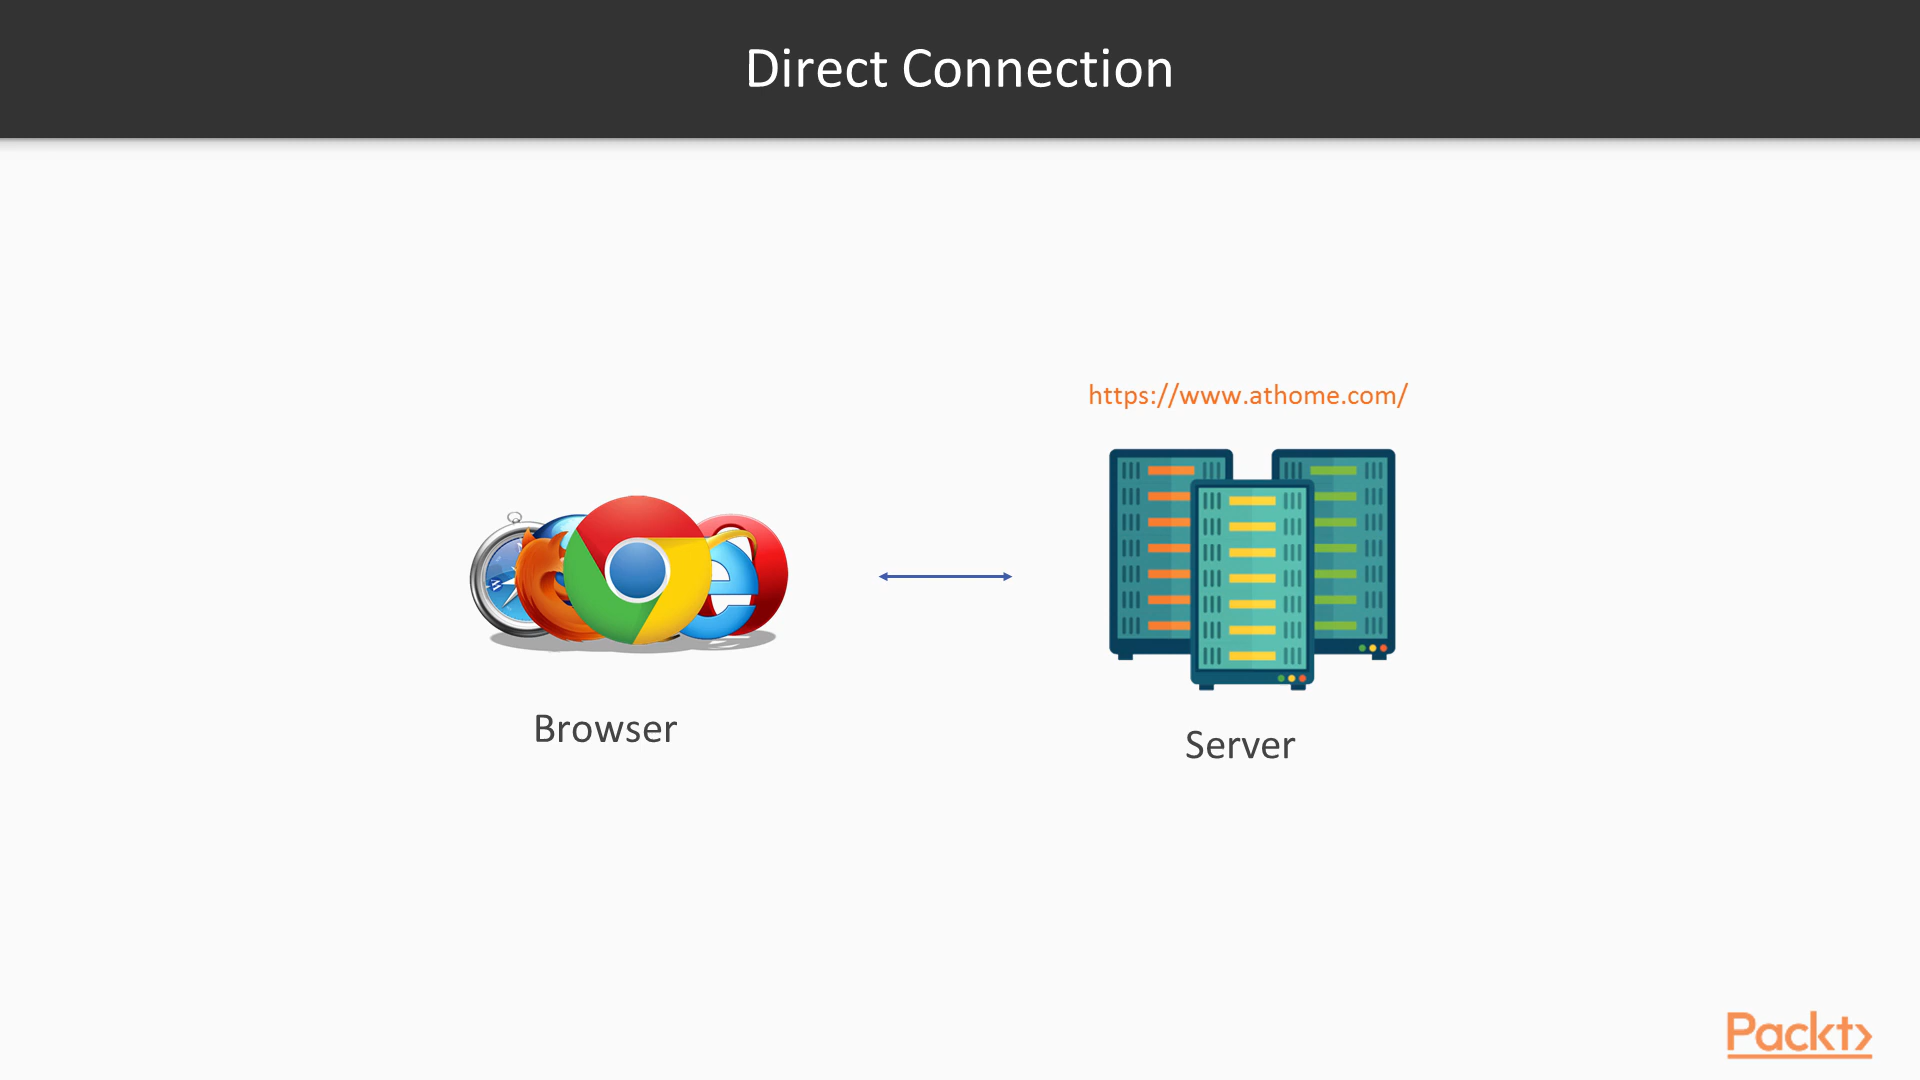 Direct Connection
https://www.athome.com/
Browser
Server
Packt>